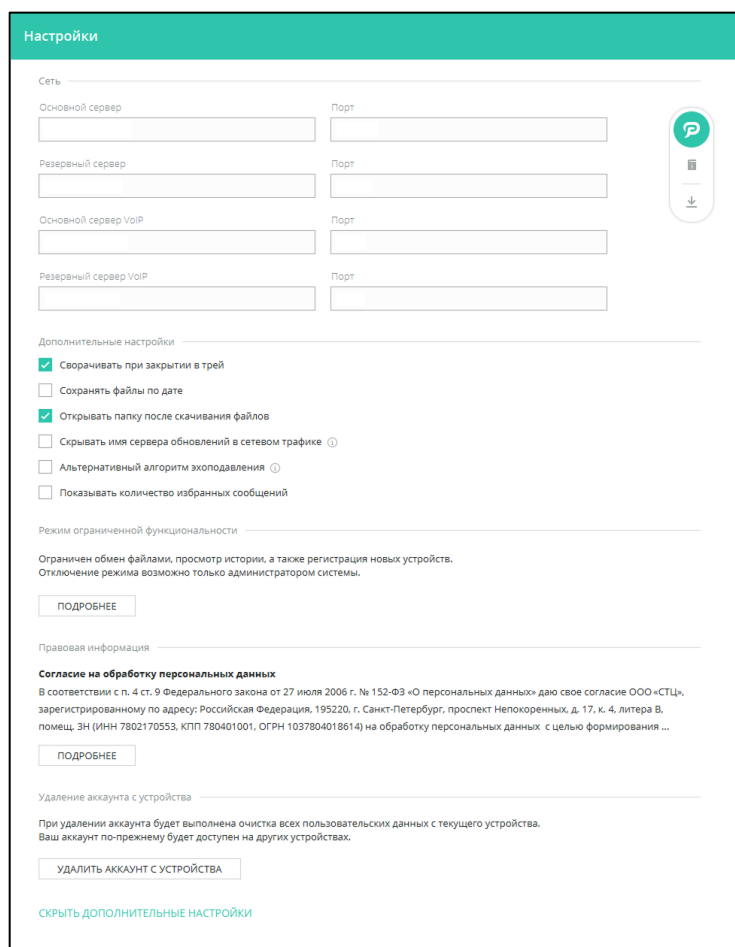 Настройки
Сеть
Основной сервер Порт
Резервный сервер Порт
Основной сервер VoIP Порт
Резервный сервер VoIP Порт
Дополнительные настройки
Сворачивать при закрытии в трей
Сохранять файлы по дате
Открывать папку после скачивания файлов
Скрывать имя сервера обновлений в сетевом трафике
Альтернативный алгоритм эхоподавления
Показывать количество избранных сообщений
Режим ограниченной функциональности
Ограничен обмен файлами, просмотр истории, а также регистрация новых устройств.
Отключение режима возможно только администратором системы.
ПОДРОБНЕЕ
Правовая информация
Согласие на обработку персональных данных
В соответствии с п. 4 ст. 9 Федерального закона от 27 июля 2006 г. № 152-ФЗ «О персональных данных» даю свое согласие ООО «СТЦ»,
зарегистрированному по адресу: Российская Федерация, 195220, г. Санкт-Петербург, проспект Непокоренных, д. 17, к. 4, литера В,
помещ. 3Н (ИНН 7802170553, КПП 780401001, ОГРН 1037804018614) на обработку персональных данных с целью формирования ...
ПОДРОБНЕЕ
Удаление аккаунта с устройства
При удалении аккаунта будет выполнена очистка всех пользовательских данных с текущего устройства.
Ваш аккаунт по-прежнему будет доступен на других устройствах.
УДАЛИТЬ АККАУНТ С УСТРОЙСТВА
СКРЫТЬ ДОПОЛНИТЕЛЬНЫЕ НАСТРОЙКИ